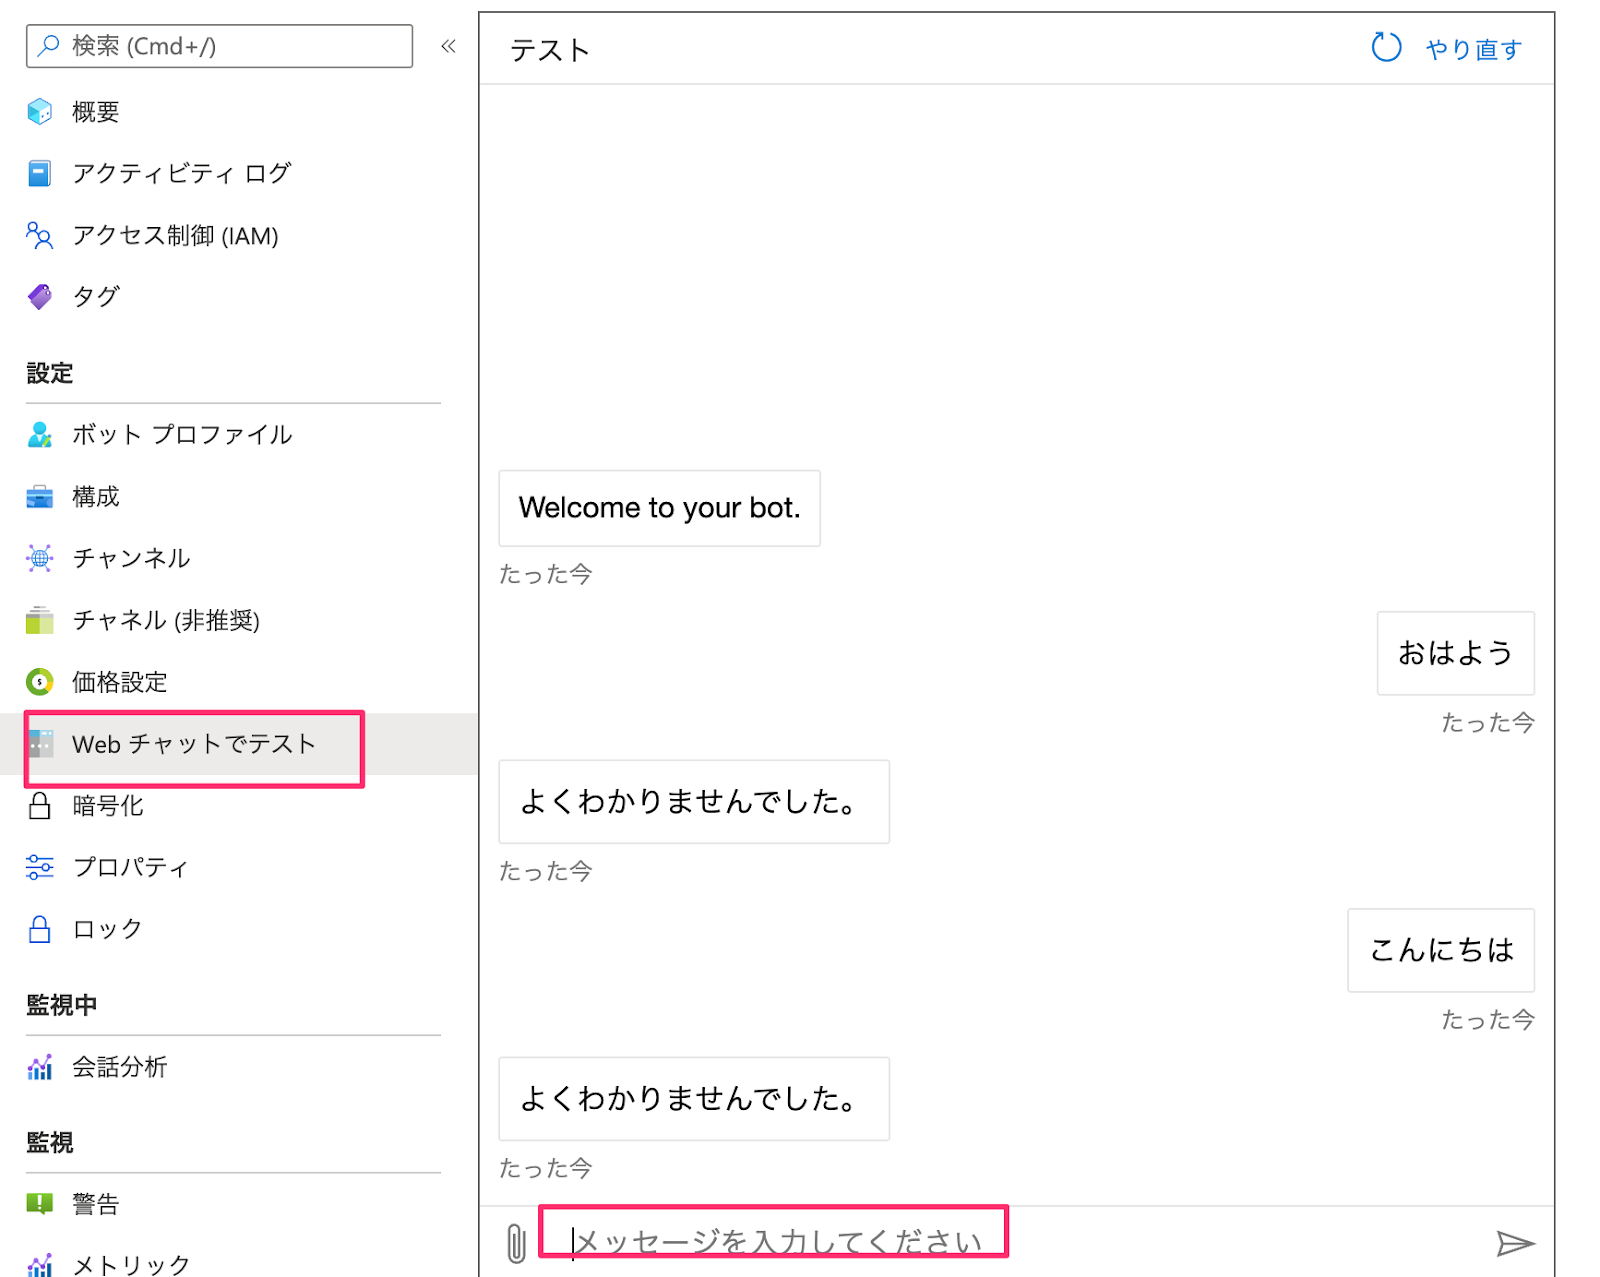 検索 (Cmd+/)
概要
アクティビティ ログ
アクセス制御 (IAM)
タグ
設定
ボット プロファイル
構成
チャンネル
チャネル (非推奨)
価格設定
Web チャットでテスト
暗号化
プロパティ
ロック
監視中
会話分析
監視
警告
メトリック
テスト
やり直す
Welcome to your bot.
たった今
おはよう
たった今
よくわかりませんでした。
たった今
こんにちは
たった今
よくわかりませんでした。
たった今
メッセージを入力してください